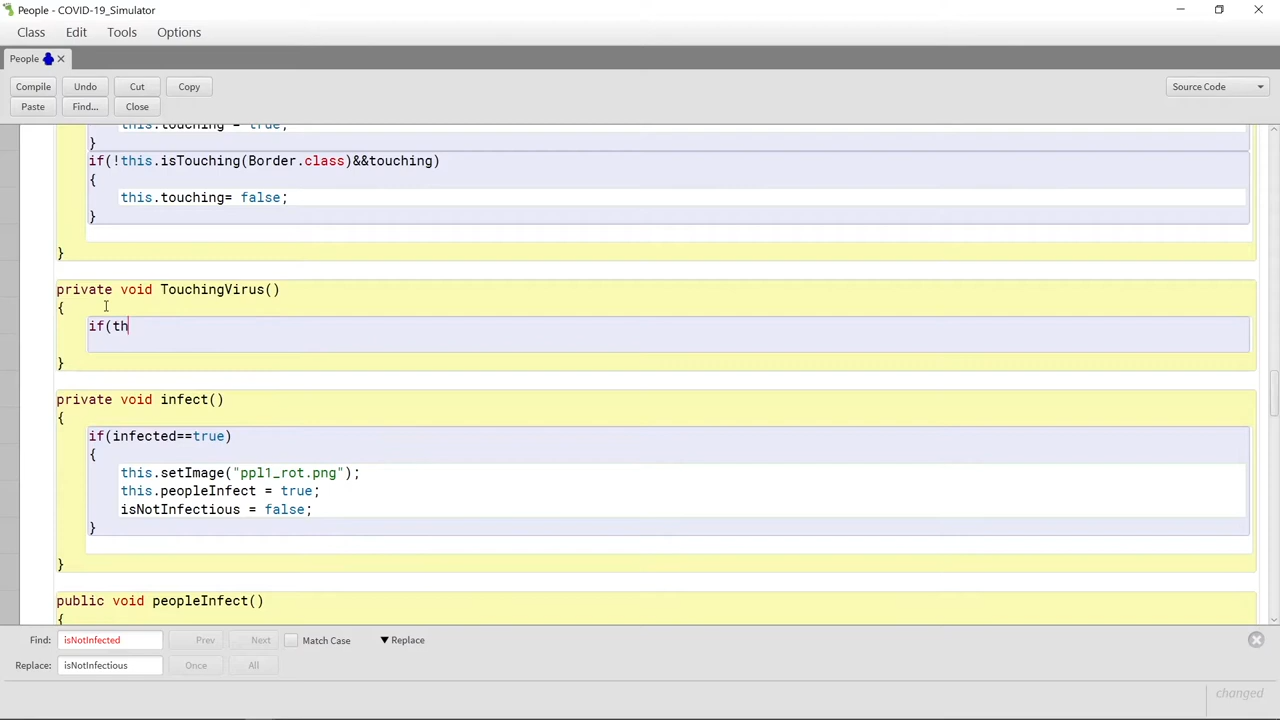 People - COVID-19_Simulator
Class Edit Tools Options
People
Compile Undo Cut Copy
Source Code
Paste Find... Close
this.touching = true;
}
if(!this.isTouching(Border.class)&&touching)
{
this.touching= false;
}
}
private void TouchingVirus()
{
if(th
}
private void infect()
{
if(infected==true)
{
this.setImage("ppl1_rot.png");
this.peopleInfect = true;
isNotInfectious = false;
}
}
public void peopleInfect()
{
Find: isNotInfected Prev Next Match Case Replace
Replace: isNotInfectious Once All
changed